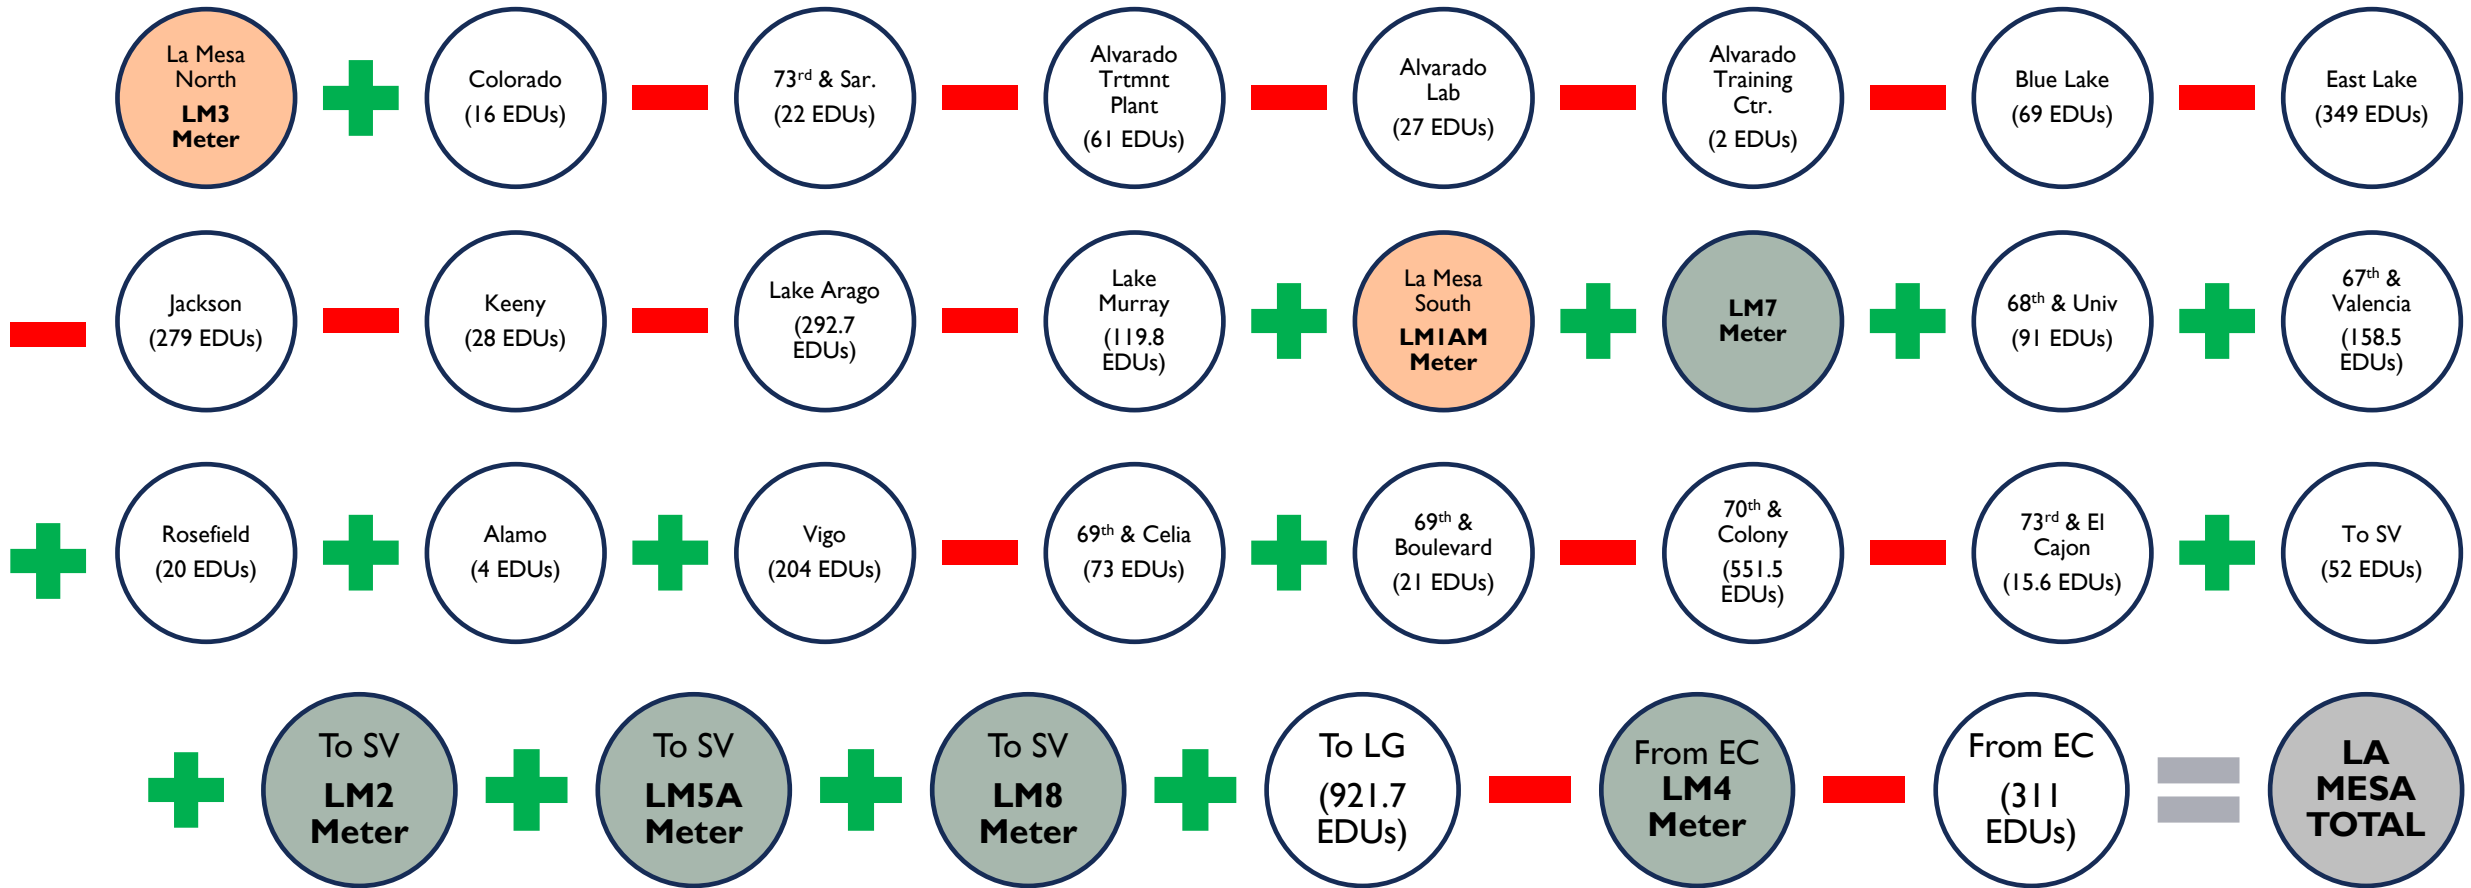 La Mesa
North
LM3
Meter
Colorado
(16 EDUs)
73rd & Sar.
(22 EDUs)
Alvarado
Trtmnt
Plant
(61 EDUs)
Alvarado
Lab
(27 EDUs)
Alvarado
Training
Ctr.
(2 EDUs)
Blue Lake
(69 EDUs)
East Lake
(349 EDUs)
Jackson
(279 EDUs)
Keeny
(28 EDUs)
Lake Arago
(292.7
EDUs)
Lake
Murray
(119.8
EDUs)
La Mesa
South
LM1AM
Meter
LM7
Meter
68th & Univ
(91 EDUs)
67th &
Valencia
(158.5
EDUs)
Rosefield
(20 EDUs)
Alamo
(4 EDUs)
Vigo
(204 EDUs)
69th & Celia
(73 EDUs)
69th &
Boulevard
(21 EDUs)
70th &
Colony
(551.5
EDUs)
73rd & El
Cajon
(15.6 EDUs)
To SV
(52 EDUs)
To SV
LM2
Meter
To SV
LM5A
Meter
To SV
LM8
Meter
To LG
(921.7
EDUs)
From EC
LM4
Meter
From EC
(311
EDUs)
LA
MESA
TOTAL